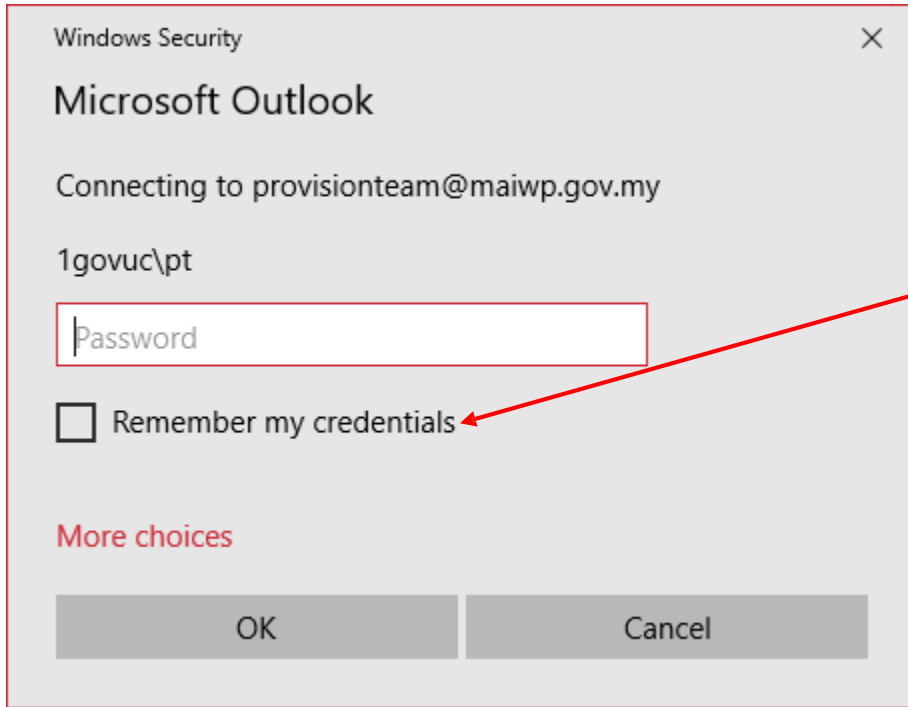 Windows Security
Microsoft Outlook
Connecting to provisionteam@maiwp.gov.my
1govuc\pt
Password
Remember my credentials
More choices
OK Cancel